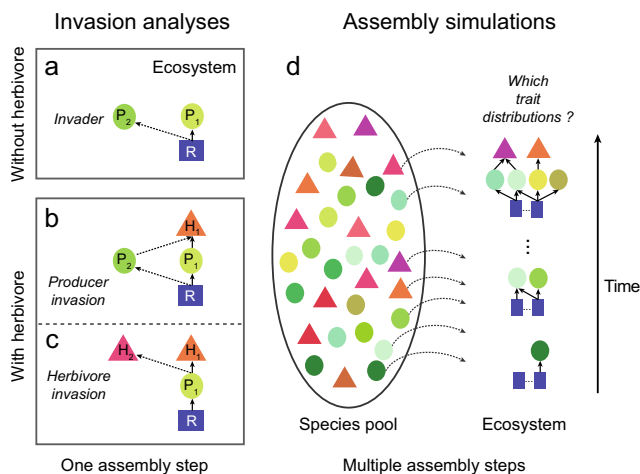 Invasion analyses
Assembly simulations
Without herbivore
a
Ecosystem
Invader
P2
P1
R
With herbivore
b
H1
P2
P1
Producer
invasion
R
c
H2
H1
Herbivore
invasion
P1
R
One assembly step
d
Which
trait
distributions ?
Time
Species pool
Ecosystem
Multiple assembly steps